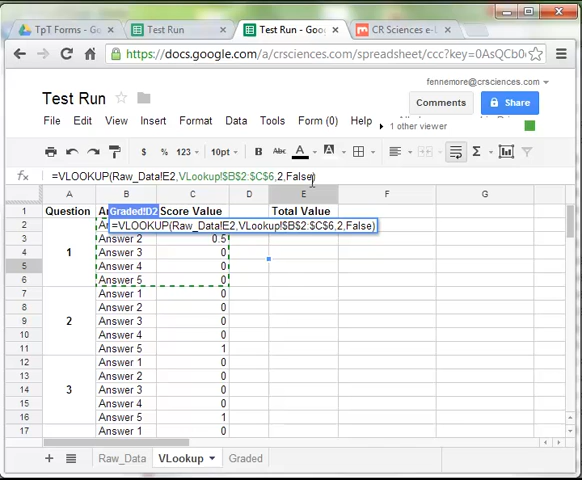 TpT Forms - Go
Test Run
Test Run - Goo
CR Sciences e-L
https://docs.google.com/a/crsciences.com/spreadsheet/ccc?key=0AsQCb0
fennemore@crsciences.com
Test Run
Comments
Share
File Edit View Insert Format Data Tools Form (0) Help
1 other viewer
$ % 123 10pt B Abc A
fx =VLOOKUP(Raw_Data!E2,VLookup!$B$2:$C$6,2,False)
A B C D E F G
1 Question Score Value Total Value
Graded!D2
2
=VLOOKUP(Raw_Data!E2,VLookup!$B$2:$C$6,2,False)
3 Answer 2 0.5
4 1 Answer 3 0
5 Answer 4 0
6 Answer 5 0
7 Answer 1 0
8 Answer 2 0
9 2 Answer 3 0
10 Answer 4 0
11 Answer 5 1
12 Answer 1 0
13 Answer 2 0
14 3 Answer 3 0
15 Answer 4 0
16 Answer 5 1
17 Answer 1 0
Raw_Data VLookup Graded